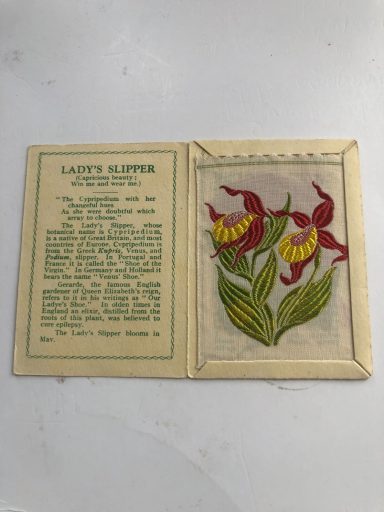 LADY'S SLIPPER
(Capricious beauty ;
Win me and wear me.)
"The Cypripedium with her
changeful hues
As she were doubtful which
array to choose."
The Lady's Slipper, whose
botanical name is Cypripedium,
is a native of Great Britain, and most
countries of Europe. Cypripedium is
from the Greek Kupris, Venus, and
Podium, slipper. In Portugal and
France it is called the "Shoe of the
Virgin." In Germany and Holland it
bears the name "Venus' Shoe."
Gerarde, the famous English
gardener of Queen Elizabeth's reign,
refers to it in his writings as "Our
Ladye's Shoe." In olden times in
England an elixir, distilled from the
roots of this plant, was believed to
cure epilepsy.
The Lady's Slipper blooms in
May.